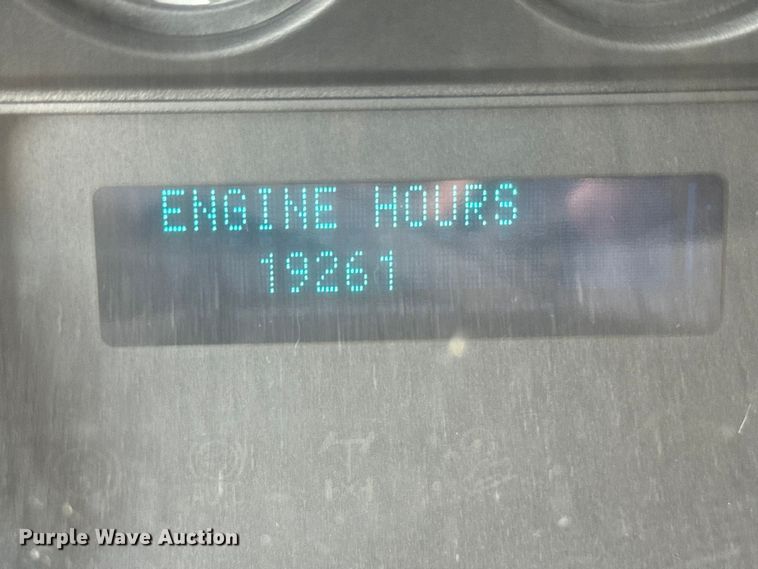 ENGINE HOURS
19261
Purple Wave Auction